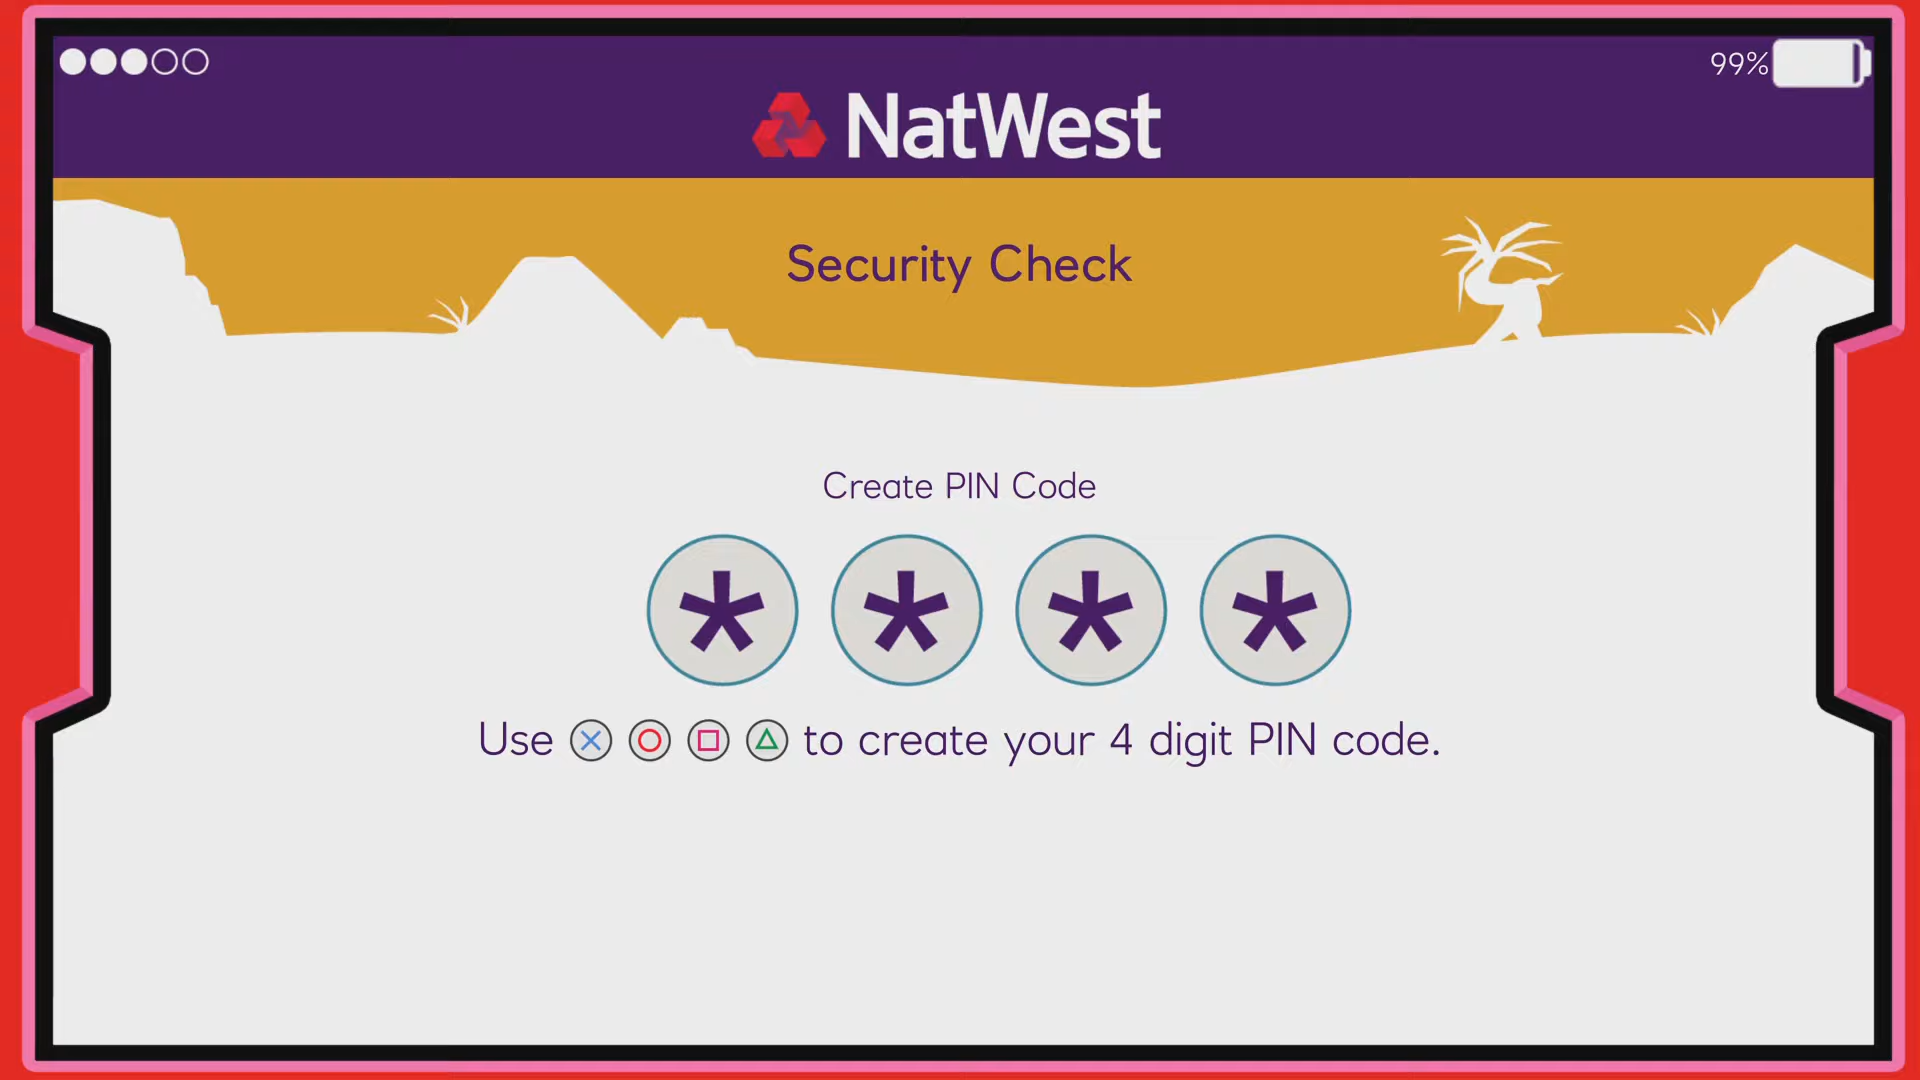 99%
NatWest
Security Check
Create PIN Code
* * * *
Use to create your 4 digit PIN code.